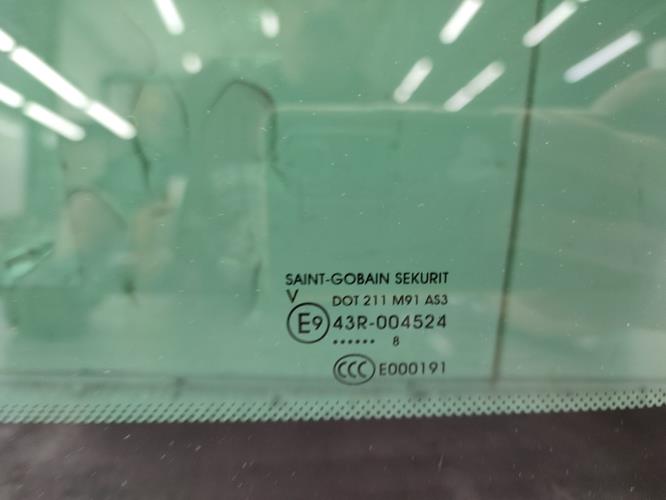 SAINT-GOBAIN SEKURIT
V DOT 211 M91 AS3
E9 43R-004524
...... 8
CCC E000191